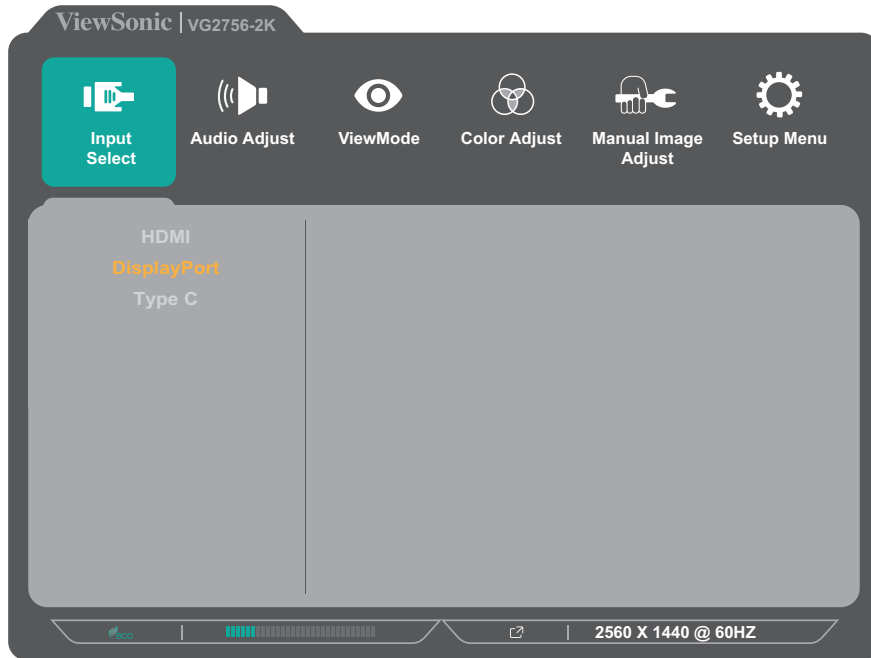 ViewSonic | VG2756-2K
Input
Select
Audio Adjust
ViewMode
Color Adjust
Manual Image
Adjust
Setup Menu
HDMI
DisplayPort
Type C
eco
2560 X 1440 @ 60HZ